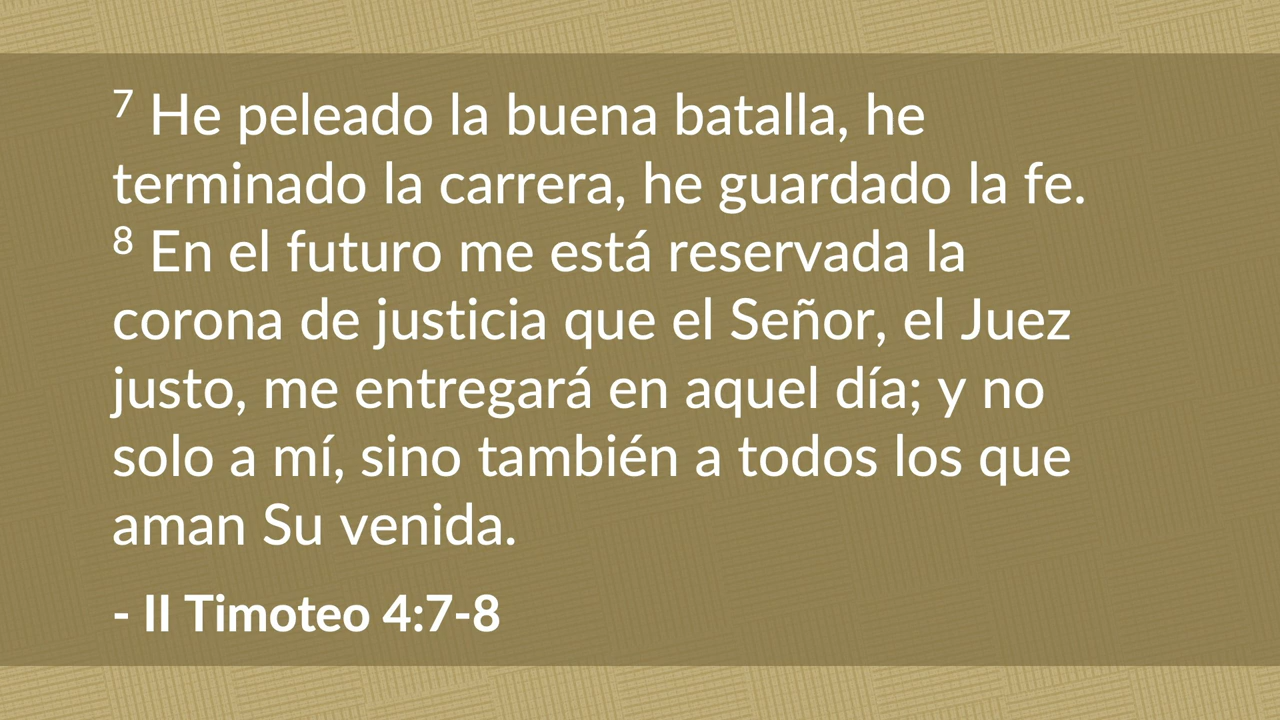 7 He peleado la buena batalla, he
terminado la carrera, he guardado la fe.
8 En el futuro me está reservada la
corona de justicia que el Señor, el Juez
justo, me entregará en aquel día; y no
solo a mí, sino también a todos los que
aman Su venida.
- II Timoteo 4:7-8